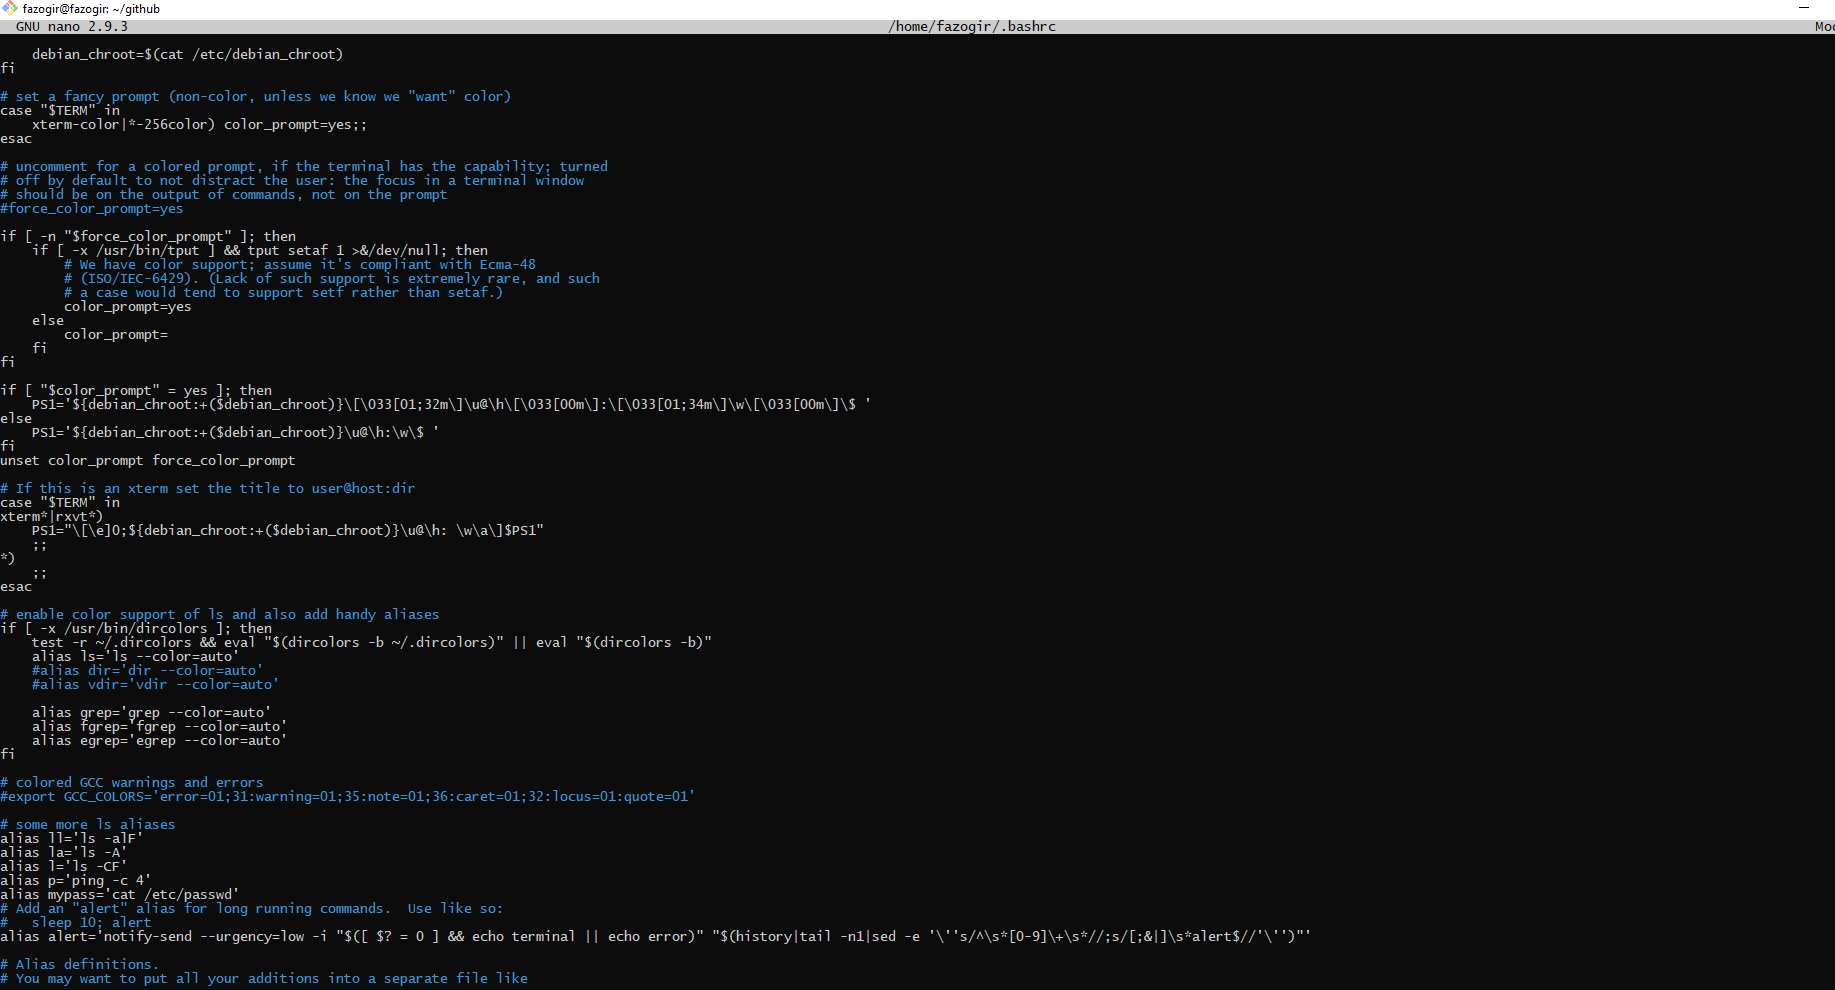 fazogir@fazogir: ~/github
GNU nano 2.9.3 /home/fazogir/.bashrc
    debian_chroot=$(cat /etc/debian_chroot)
fi
# set a fancy prompt (non-color, unless we know we "want" color)
case "$TERM" in
    xterm-color|*-256color) color_prompt=yes;;
esac
# uncomment for a colored prompt, if the terminal has the capability; turned
# off by default to not distract the user: the focus in a terminal window
# should be on the output of commands, not on the prompt
#force_color_prompt=yes
if [ -n "$force_color_prompt" ]; then
    if [ -x /usr/bin/tput ] && tput setaf 1 >&/dev/null; then
        # We have color support; assume it's compliant with Ecma-48
        # (ISO/IEC-6429). (Lack of such support is extremely rare, and such
        # a case would tend to support setf rather than setaf.)
        color_prompt=yes
    else
        color_prompt=
    fi
fi
if [ "$color_prompt" = yes ]; then
    PS1='${debian_chroot:+($debian_chroot)}\[\033[01;32m\]\u@\h\[\033[00m\]:\[\033[01;34m\]\w\[\033[00m\]\$ '
else
    PS1='${debian_chroot:+($debian_chroot)}\u@\h:\w\$ '
fi
unset color_prompt force_color_prompt
# If this is an xterm set the title to user@host:dir
case "$TERM" in
xterm*|rxvt*)
    PS1="\[\e]0;${debian_chroot:+($debian_chroot)}\u@\h: \w\a\]$PS1"
    ;;
*)
    ;;
esac
# enable color support of ls and also add handy aliases
if [ -x /usr/bin/dircolors ]; then
    test -r ~/.dircolors && eval "$(dircolors -b ~/.dircolors)" || eval "$(dircolors -b)"
    alias ls='ls --color=auto'
    #alias dir='dir --color=auto'
    #alias vdir='vdir --color=auto'
    alias grep='grep --color=auto'
    alias fgrep='fgrep --color=auto'
    alias egrep='egrep --color=auto'
fi
# colored GCC warnings and errors
#export GCC_COLORS='error=01;31:warning=01;35:note=01;36:caret=01;32:locus=01:quote=01'
# some more ls aliases
alias ll='ls -alF'
alias la='ls -A'
alias l='ls -CF'
alias p='ping -c 4'
alias mypass='cat /etc/passwd'
# Add an "alert" alias for long running commands.  Use like so:
#   sleep 10; alert
alias alert='notify-send --urgency=low -i "$([ $? = 0 ] && echo terminal || echo error)" "$(history|tail -n1|sed -e '\''s/^\s*[0-9]\+\s*//;s/[;&|]\s*alert$//'\'')"'
# Alias definitions.
# You may want to put all your additions into a separate file like